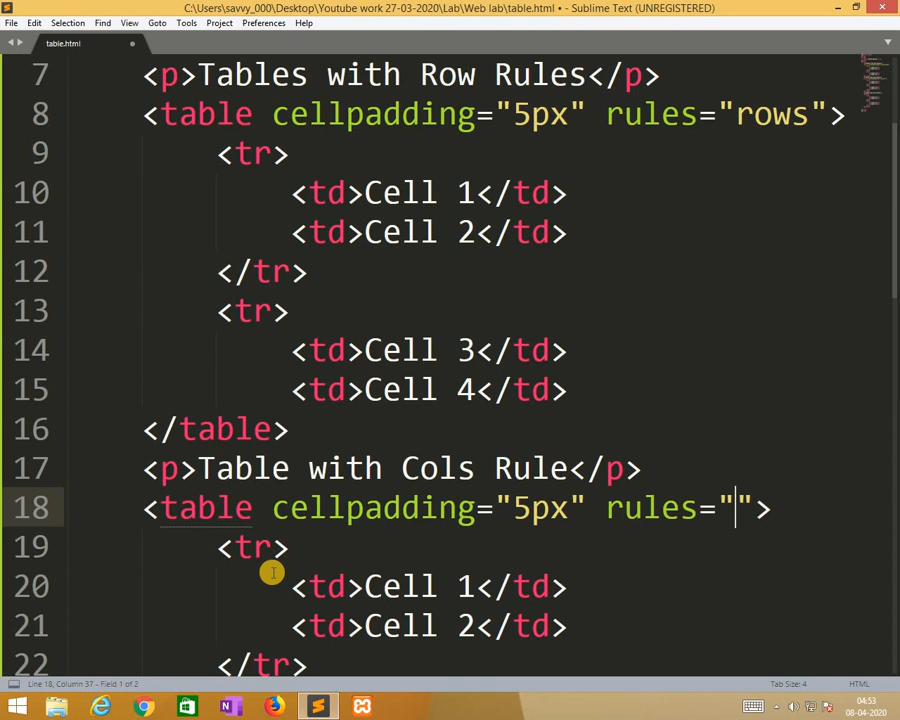 C:\Users\savvy_000\Desktop\Youtube work 27-03-2020\Lab\Web lab\table.html • - Sublime Text (UNREGISTERED)
File Edit Selection Find View Goto Tools Project Preferences Help
table.html
7 <p>Tables with Row Rules</p>
8 <table cellpadding="5px" rules="rows">
9 <tr>
10 <td>Cell 1</td>
11 <td>Cell 2</td>
12 </tr>
13 <tr>
14 <td>Cell 3</td>
15 <td>Cell 4</td>
16 </table>
17 <p>Table with Cols Rule</p>
18 <table cellpadding="5px" rules="">
19 <tr>
20 <td>Cell 1</td>
21 <td>Cell 2</td>
22 </tr>
Line 18, Column 37 - Field 1 of 2 Tab Size: 4 HTML
04:53
08-04-2020